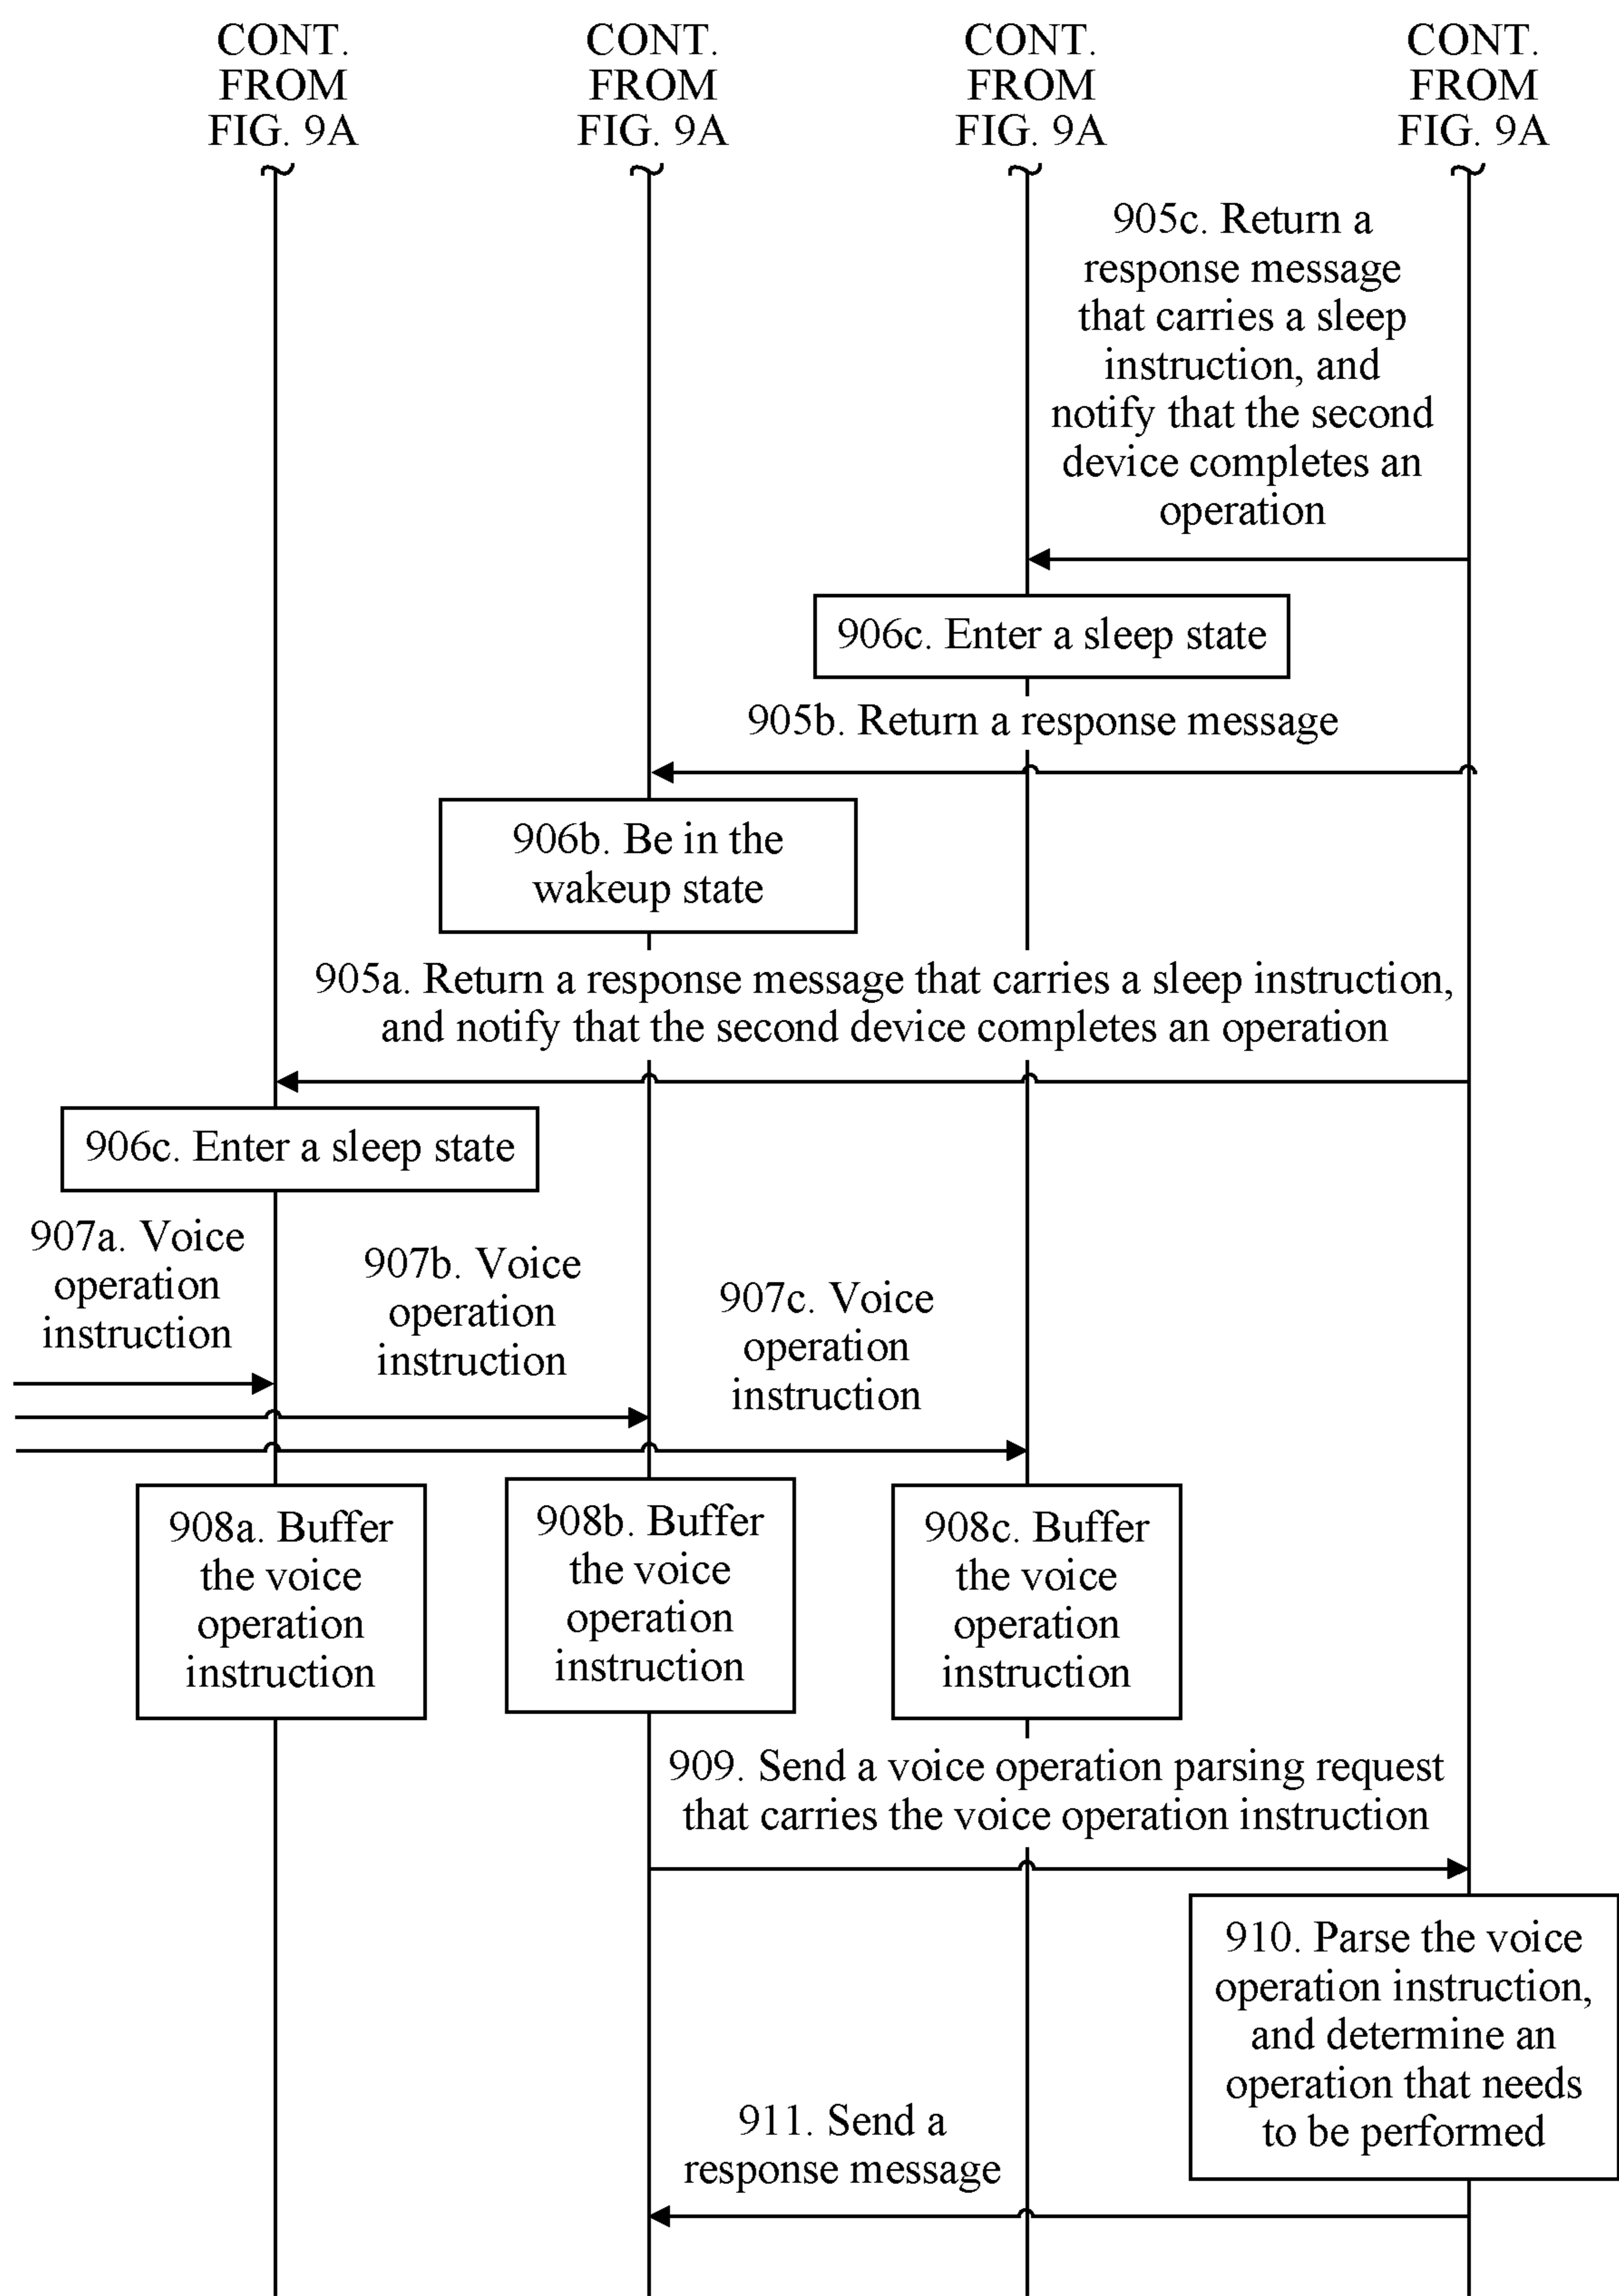 CONT.
FROM
FIG. 9A
CONT.
FROM
FIG. 9A
CONT.
FROM
FIG. 9A
CONT.
FROM
FIG. 9A
905c. Return a
response message
that carries a sleep
instruction, and
notify that the second
device completes an
operation
906c. Enter a sleep state
905b. Return a response message
906b. Be in the
wakeup state
905a. Return a response message that carries a sleep instruction,
and notify that the second device completes an operation
906c. Enter a sleep state
907a. Voice
operation
instruction
907b. Voice
operation
instruction
907c. Voice
operation
instruction
908a. Buffer
the voice
operation
instruction
908b. Buffer
the voice
operation
instruction
908c. Buffer
the voice
operation
instruction
909. Send a voice operation parsing request
that carries the voice operation instruction
910. Parse the voice
operation instruction,
and determine an
operation that needs
to be performed
911. Send a
response message